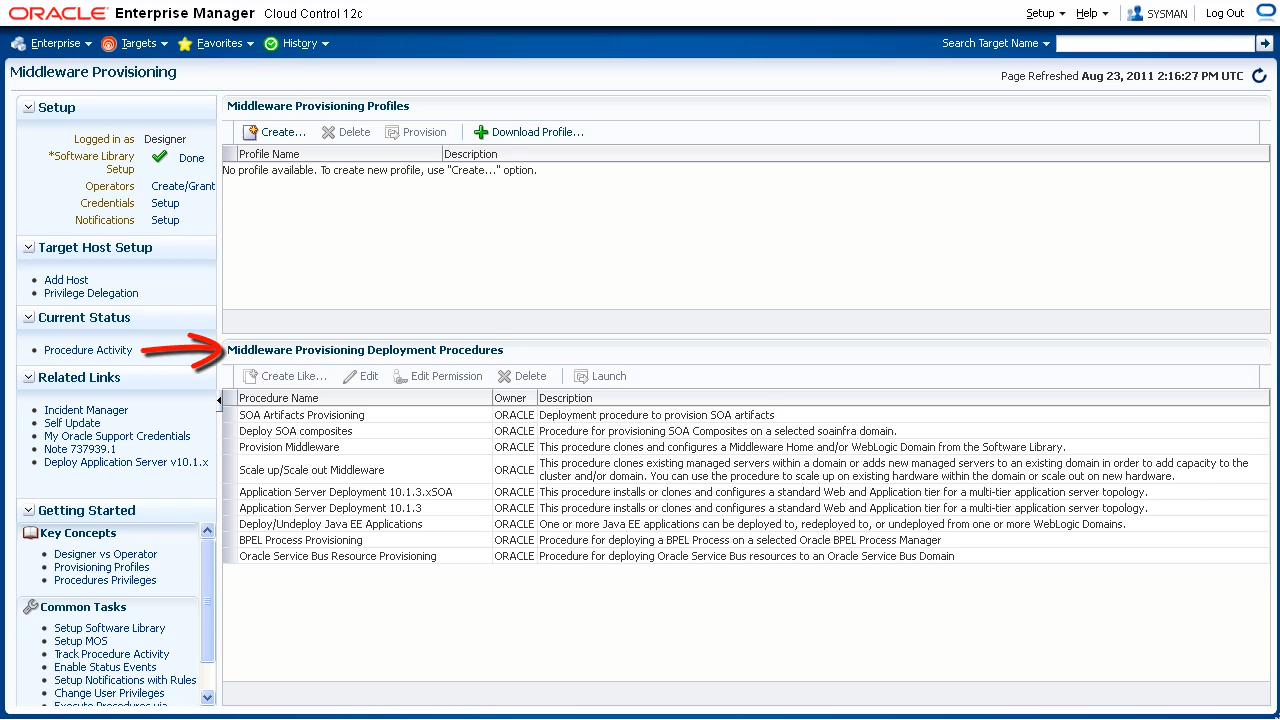 ORACLE Enterprise Manager Cloud Control 12c
Setup Help SYSMAN Log Out
Enterprise Targets Favorites History Search Target Name
Middleware Provisioning
Page Refreshed Aug 23, 2011 2:16:27 PM UTC
Setup
Logged in as Designer
*Software Library Setup Done
Operators Create/Grant
Credentials Setup
Notifications Setup
Target Host Setup
Add Host
Privilege Delegation
Current Status
Procedure Activity
Related Links
Incident Manager
Self Update
My Oracle Support Credentials
Note 737939.1
Deploy Application Server v10.1.x
Getting Started
Key Concepts
Designer vs Operator
Provisioning Profiles
Procedures Privileges
Common Tasks
Setup Software Library
Setup MOS
Track Procedure Activity
Enable Status Events
Setup Notifications with Rules
Change User Privileges
Execute Procedures via
Middleware Provisioning Profiles
Create... Delete Provision Download Profile...
Profile Name Description
No profile available. To create new profile, use "Create..." option.
Middleware Provisioning Deployment Procedures
Create Like... Edit Edit Permission Delete Launch
Procedure Name Owner Description
SOA Artifacts Provisioning ORACLE Deployment procedure to provision SOA artifacts
Deploy SOA composites ORACLE Procedure for provisioning SOA Composites on a selected soainfra domain.
Provision Middleware ORACLE This procedure clones and configures a Middleware Home and/or WebLogic Domain from the Software Library.
Scale up/Scale out Middleware ORACLE This procedure clones existing managed servers within a domain or adds new managed servers to an existing domain in order to add capacity to the
cluster and/or domain. You can use the procedure to scale up on existing hardware within the domain or scale out on new hardware.
Application Server Deployment 10.1.3.xSOA ORACLE This procedure installs or clones and configures a standard Web and Application tier for a multi-tier application server topology.
Application Server Deployment 10.1.3 ORACLE This procedure installs or clones and configures a standard Web and Application tier for a multi-tier application server topology.
Deploy/Undeploy Java EE Applications ORACLE One or more Java EE applications can be deployed to, redeployed to, or undeployed from one or more WebLogic Domains.
BPEL Process Provisioning ORACLE Procedure for deploying a BPEL Process on a selected Oracle BPEL Process Manager
Oracle Service Bus Resource Provisioning ORACLE Procedure for deploying Oracle Service Bus resources to an Oracle Service Bus Domain